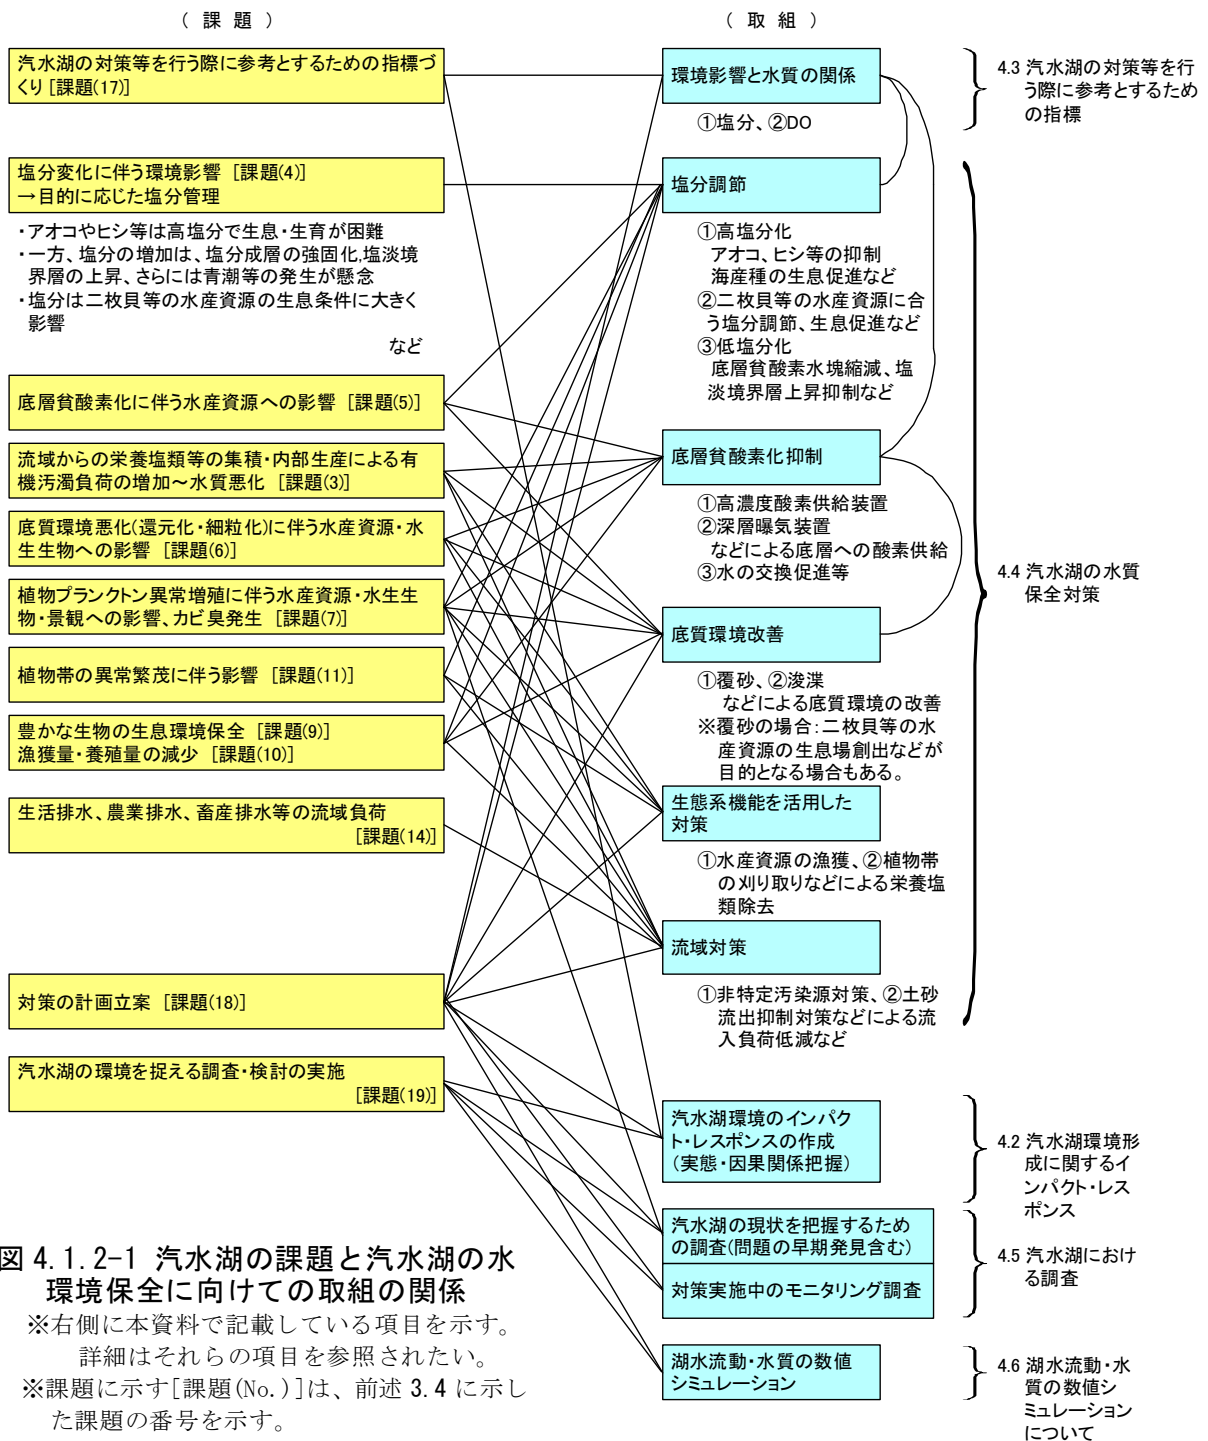 （ 課 題 ）
汽水湖の対策等を行う際に参考とするための指標づ
くり [課題(17)]
塩分変化に伴う環境影響 [課題(4)]
→目的に応じた塩分管理
・アオコやヒシ等は高塩分で生息・生育が困難
・一方、塩分の増加は、塩分成層の強固化,塩淡境
界層の上昇、さらには青潮等の発生が懸念
・塩分は二枚貝等の水産資源の生息条件に大きく
影響
など
底層貧酸素化に伴う水産資源への影響 [課題(5)]
流域からの栄養塩類等の集積・内部生産による有
機汚濁負荷の増加～水質悪化 [課題(3)]
底質環境悪化(還元化・細粒化)に伴う水産資源・水
生生物への影響 [課題(6)]
植物プランクトン異常増殖に伴う水産資源・水生生
物・景観への影響、カビ臭発生 [課題(7)]
植物帯の異常繁茂に伴う影響 [課題(11)]
豊かな生物の生息環境保全 [課題(9)]
漁獲量・養殖量の減少 [課題(10)]
生活排水、農業排水、畜産排水等の流域負荷
[課題(14)]
対策の計画立案 [課題(18)]
汽水湖の環境を捉える調査・検討の実施
[課題(19)]
（ 取 組 ）
環境影響と水質の関係
①塩分、②DO
塩分調節
①高塩分化
アオコ、ヒシ等の抑制
海産種の生息促進など
②二枚貝等の水産資源に合
う塩分調節、生息促進など
③低塩分化
底層貧酸素水塊縮減、塩
淡境界層上昇抑制など
底層貧酸素化抑制
①高濃度酸素供給装置
②深層曝気装置
などによる底層への酸素供給
③水の交換促進等
底質環境改善
①覆砂、②浚渫
などによる底質環境の改善
※覆砂の場合：二枚貝等の水
産資源の生息場創出などが
目的となる場合もある。
生態系機能を活用した
対策
①水産資源の漁獲、②植物帯
の刈り取りなどによる栄養塩
類除去
流域対策
①非特定汚染源対策、②土砂
流出抑制対策などによる流
入負荷低減など
汽水湖環境のインパク
ト・レスポンスの作成
(実態・因果関係把握)
汽水湖の現状を把握するため
の調査(問題の早期発見含む)
対策実施中のモニタリング調査
湖水流動・水質の数値
シミュレーション
4.3 汽水湖の対策等を行
う際に参考とするため
の指標
4.4 汽水湖の水質
保全対策
4.2 汽水湖環境形
成に関するイ
ンパクト・レス
ポンス
4.5 汽水湖におけ
る調査
4.6 湖水流動・水
質の数値シ
ミュレーション
について
図 4.1.2-1 汽水湖の課題と汽水湖の水
環境保全に向けての取組の関係
※右側に本資料で記載している項目を示す。
詳細はそれらの項目を参照されたい。
※課題に示す[課題(No.)]は、前述 3.4 に示し
た課題の番号を示す。